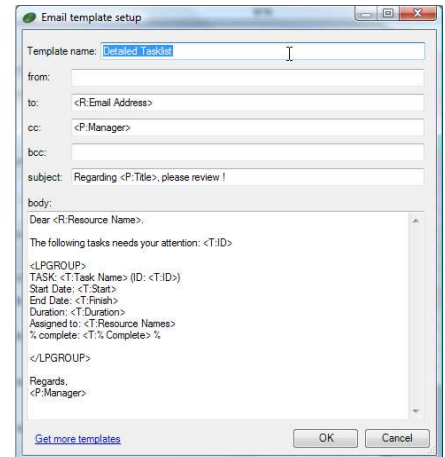 Email template setup
Template name: Detailed Tasklist
from:
to: <R:Email Address>
cc: <P:Manager>
bcc:
subject: Regarding <P:Title>, please review !
body:
Dear <R:Resource Name>,
The following tasks needs your attention: <T:ID>
<LPGROUP>
TASK: <T:Task Name> (ID: <T:ID>)
Start Date: <T:Start>
End Date: <T:Finish>
Duration: <T:Duration>
Assigned to: <T:Resource Names>
% complete: <T:% Complete> %
</LPGROUP>
Regards,
<P:Manager>
Get more templates
OK
Cancel